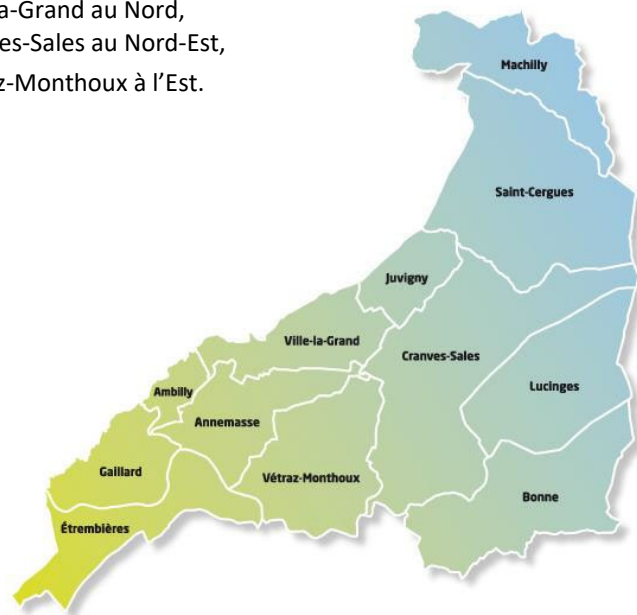 a-Grand au Nord,
es-Sales au Nord-Est,
z-Monthoux à l’Est.
Machilly
Saint-Cergues
Juvigny
Ville-la-Grand
Cranves-Sales
Ambilly
Lucinges
Annemasse
Gaillard
Vétraz-Monthoux
Bonne
Étrembières